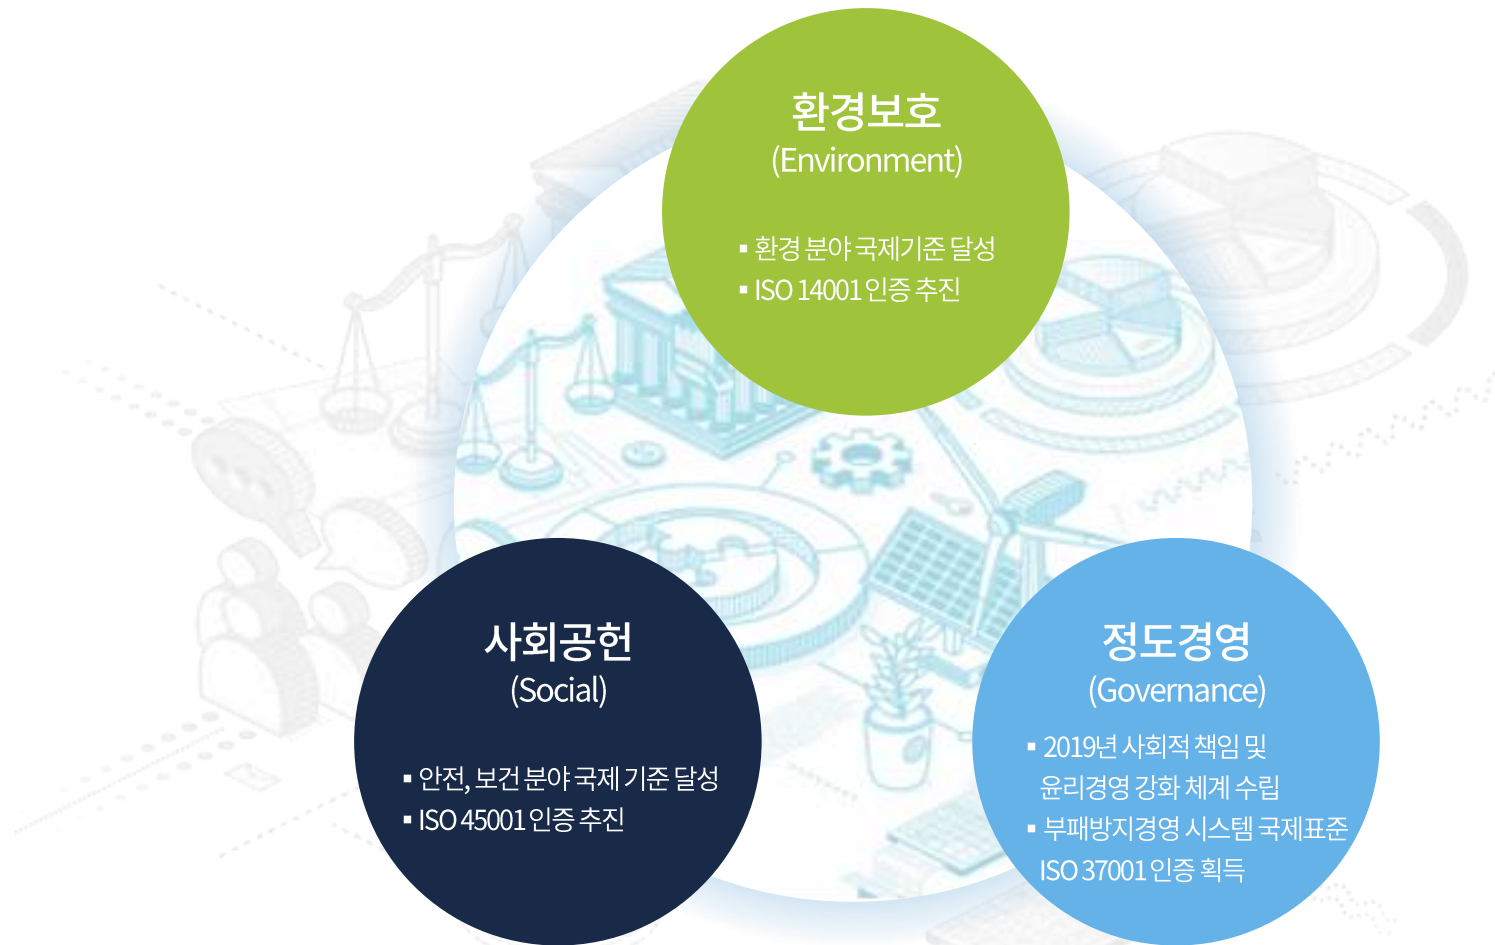 환경보호
(Environment)
▪ 환경 분야 국제기준 달성
▪ ISO 14001 인증 추진
사회공헌
(Social)
▪ 안전, 보건 분야 국제 기준 달성
▪ ISO 45001 인증 추진
정도경영
(Governance)
▪ 2019년 사회적 책임 및
윤리경영 강화 체계 수립
▪ 부패방지경영 시스템 국제표준
ISO 37001 인증 획득